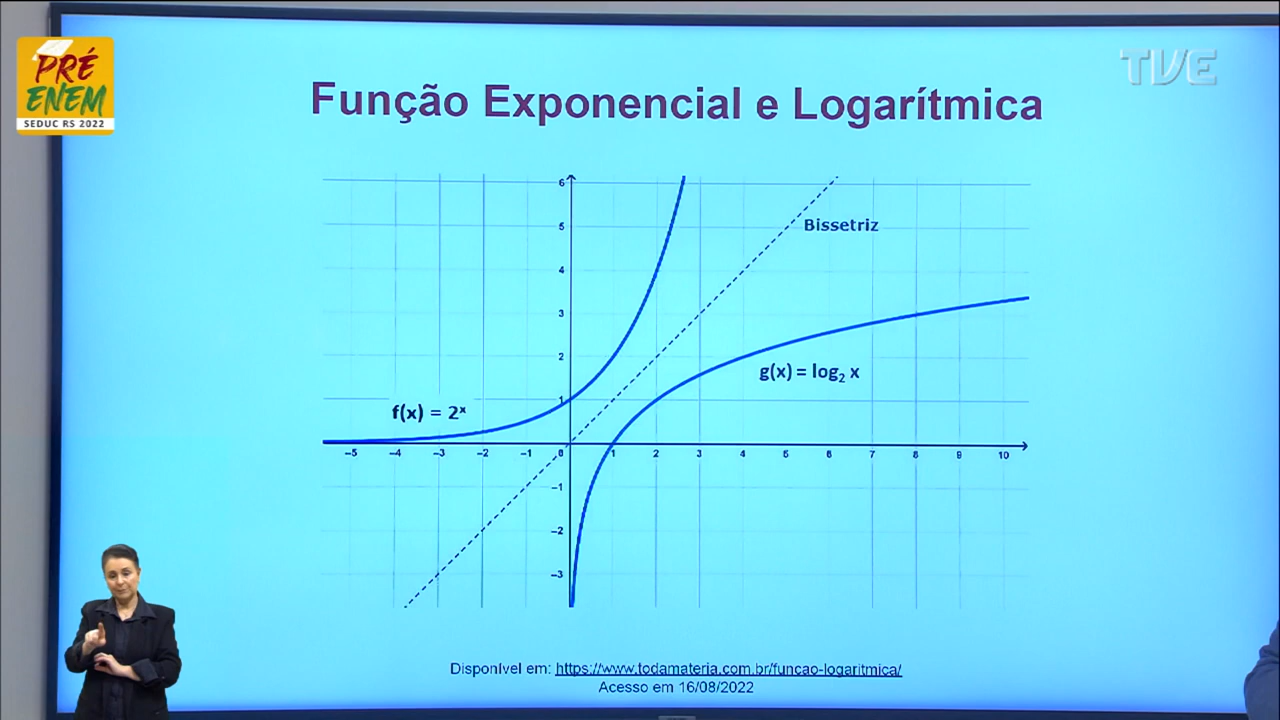 PRÉ
ENEM
SEDUC RS 2022
TVE
Função Exponencial e Logarítmica
6
5
4
3
2
1
Bissetriz
g(x) = log₂ x
f(x) = 2ˣ
–5 –4 –3 –2 –1 0 1 2 3 4 5 6 7 8 9 10
–1
–2
–3
Disponível em: https://www.todamateria.com.br/funcao-logaritmica/
Acesso em 16/08/2022